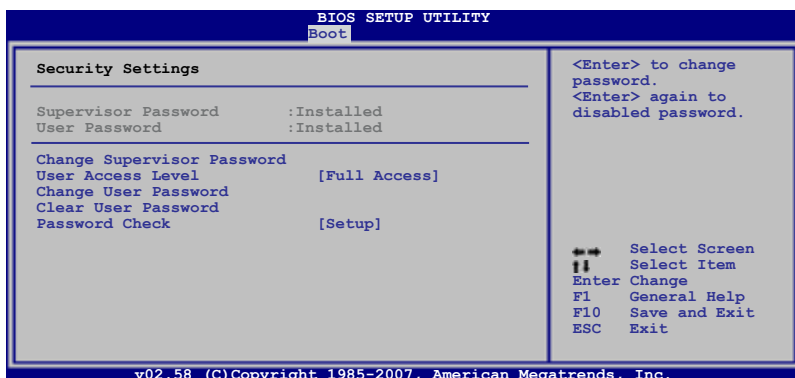 BIOS SETUP UTILITY
Boot
Security Settings
Supervisor Password :Installed
User Password :Installed
Change Supervisor Password
User Access Level [Full Access]
Change User Password
Clear User Password
Password Check [Setup]
<Enter> to change
password.
<Enter> again to
disabled password.
←→ Select Screen
↑↓ Select Item
Enter Change
F1 General Help
F10 Save and Exit
ESC Exit
v02.58 (C)Copyright 1985-2007, American Megatrends, Inc.